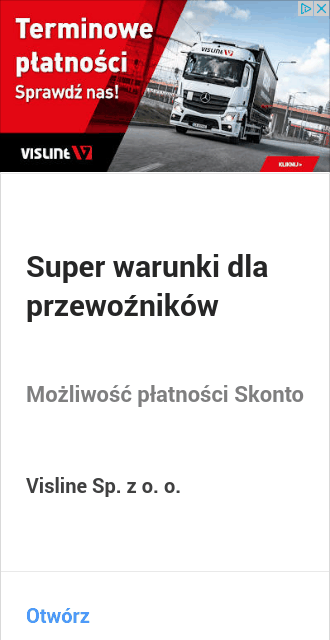 Terminowe
płatności
Sprawdź nas!
VISLINE
VISLINE
KLIKNIJ »
Super warunki dla
przewoźników
Możliwość płatności Skonto
Visline Sp. z o. o.
Otwórz